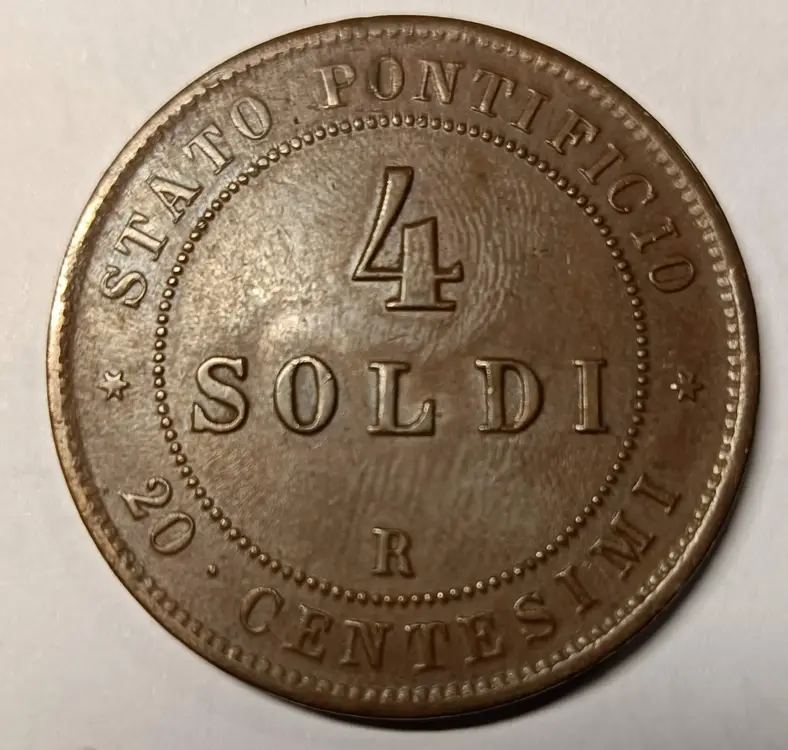 STATO PONTIFICIO
4
SOLDI
R
20 · CENTESIMI